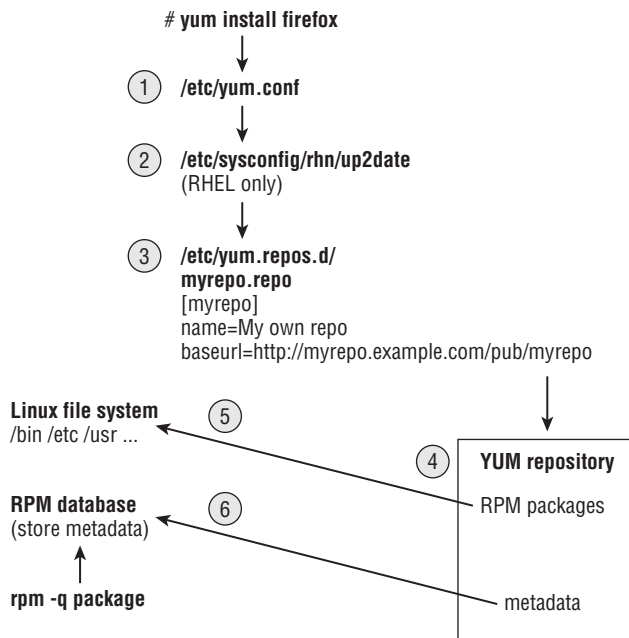 # yum install firefox
1 /etc/yum.conf
2 /etc/sysconfig/rhn/up2date
(RHEL only)
3 /etc/yum.repos.d/
myrepo.repo
[myrepo]
name=My own repo
baseurl=http://myrepo.example.com/pub/myrepo
Linux file system
/bin /etc /usr ...
5
4 YUM repository
RPM packages
RPM database
(store metadata)
6
metadata
rpm -q package